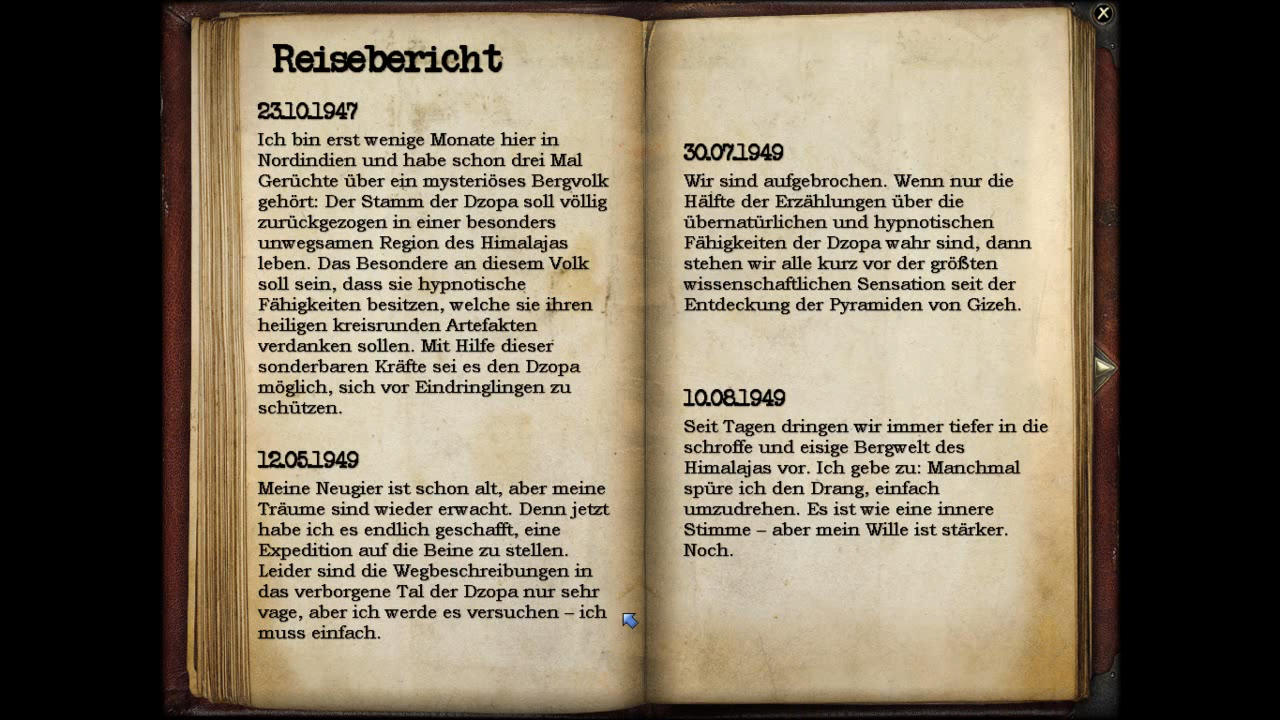 Reisebericht
23.10.1947
Ich bin erst wenige Monate hier in
Nordindien und habe schon drei Mal
Gerüchte über ein mysteriöses Bergvolk
gehört: Der Stamm der Dzopa soll völlig
zurückgezogen in einer besonders
unwegsamen Region des Himalajas
leben. Das Besondere an diesem Volk
soll sein, dass sie hypnotische
Fähigkeiten besitzen, welche sie ihren
heiligen kreisrunden Artefakten
verdanken sollen. Mit Hilfe dieser
sonderbaren Kräfte sei es den Dzopa
möglich, sich vor Eindringlingen zu
schützen.
12.05.1949
Meine Neugier ist schon alt, aber meine
Träume sind wieder erwacht. Denn jetzt
habe ich es endlich geschafft, eine
Expedition auf die Beine zu stellen.
Leider sind die Wegbeschreibungen in
das verborgene Tal der Dzopa nur sehr
vage, aber ich werde es versuchen – ich
muss einfach.
30.07.1949
Wir sind aufgebrochen. Wenn nur die
Hälfte der Erzählungen über die
übernatürlichen und hypnotischen
Fähigkeiten der Dzopa wahr sind, dann
stehen wir alle kurz vor der größten
wissenschaftlichen Sensation seit der
Entdeckung der Pyramiden von Gizeh.
10.08.1949
Seit Tagen dringen wir immer tiefer in die
schroffe und eisige Bergwelt des
Himalajas vor. Ich gebe zu: Manchmal
spüre ich den Drang, einfach
umzudrehen. Es ist wie eine innere
Stimme – aber mein Wille ist stärker.
Noch.